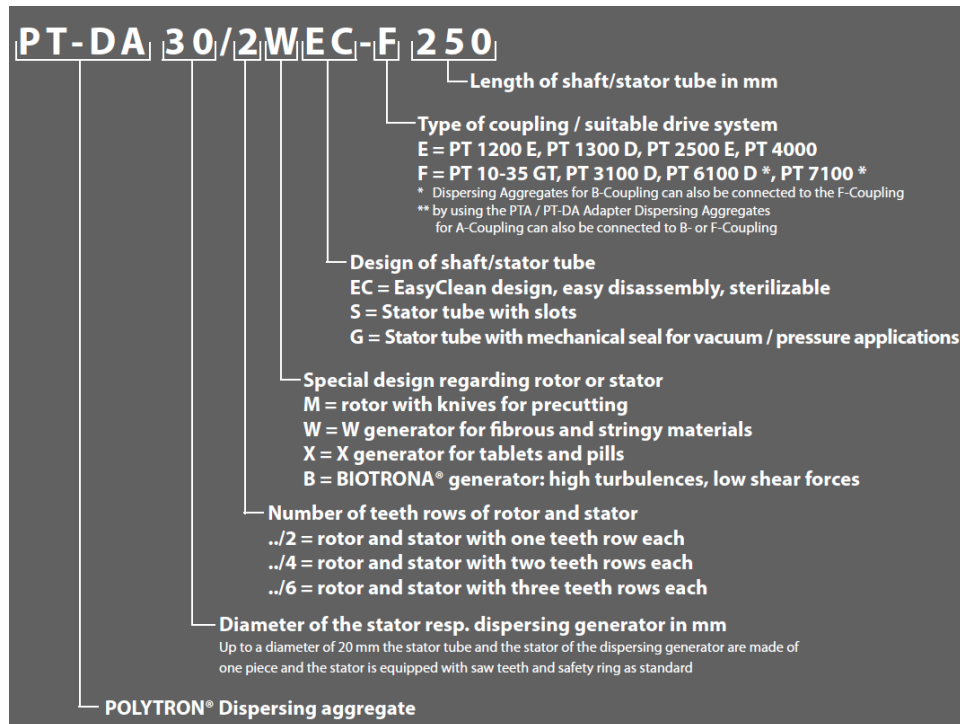 PT-DA 30/2WEC-F 250
Length of shaft/stator tube in mm
Type of coupling / suitable drive system
E = PT 1200 E, PT 1300 D, PT 2500 E, PT 4000
F = PT 10-35 GT, PT 3100 D, PT 6100 D *, PT 7100 *
* Dispersing Aggregates for B-Coupling can also be connected to the F-Coupling
** by using the PTA / PT-DA Adapter Dispersing Aggregates
for A-Coupling can also be connected to B- or F-Coupling
Design of shaft/stator tube
EC = EasyClean design, easy disassembly, sterilizable
S = Stator tube with slots
G = Stator tube with mechanical seal for vacuum / pressure applications
Special design regarding rotor or stator
M = rotor with knives for precutting
W = W generator for fibrous and stringy materials
X = X generator for tablets and pills
B = BIOTRONA® generator: high turbulences, low shear forces
Number of teeth rows of rotor and stator
../2 = rotor and stator with one teeth row each
../4 = rotor and stator with two teeth rows each
../6 = rotor and stator with three teeth rows each
Diameter of the stator resp. dispersing generator in mm
Up to a diameter of 20 mm the stator tube and the stator of the dispersing generator are made of
one piece and the stator is equipped with saw teeth and safety ring as standard
POLYTRON® Dispersing aggregate